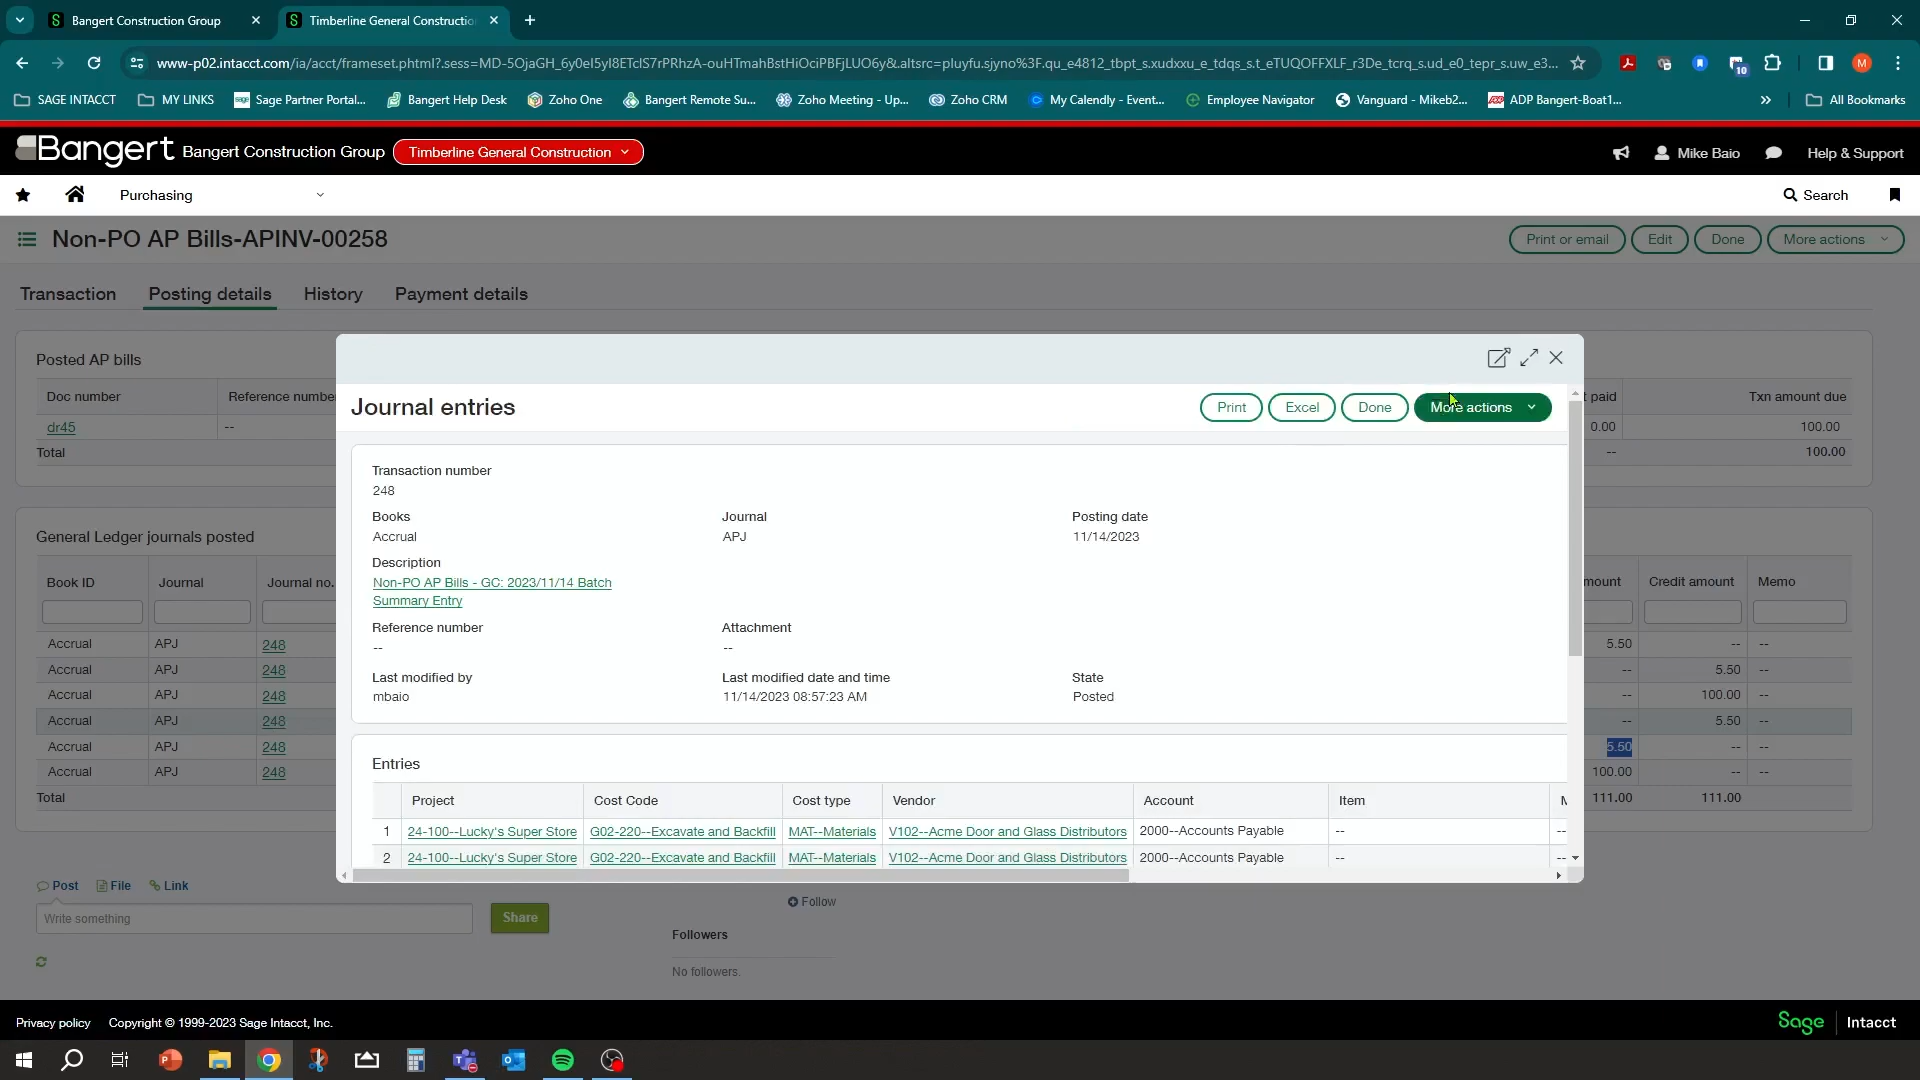 Bangert Construction Group
Timberline General Constructio
www-p02.intacct.com/ia/acct/frameset.phtml?.sess=MD-5OjaGH_6y0eI5yI8ETclS7rPRhzA-ouHTmahBstHiOciPBFjLUO6y&.altsrc=pluyfu.sjyno%3F.qu_e4812_tbpt_s.xudxxu_e_tdqs_s.t_eTUQOFFXLF_r3De_tcrq_s.ud_e0_tepr_s.uw_e3...
10
M
SAGE INTACCT MY LINKS Sage Partner Portal... Bangert Help Desk Zoho One Bangert Remote Su... Zoho Meeting - Up... Zoho CRM My Calendly - Event... Employee Navigator Vanguard - Mikeb2... ADP Bangert-Boat1... » All Bookmarks
Bangert Bangert Construction Group Timberline General Construction
Mike Baio Help & Support
Purchasing Search
Non-PO AP Bills-APINV-00258
Print or email Edit Done More actions
Transaction Posting details History Payment details
Posted AP bills
Doc number Reference numbe t paid Txn amount due
dr45 -- 0.00 100.00
Total -- 100.00
Journal entries
Print Excel Done More actions
Transaction number
248
Books Journal Posting date
Accrual APJ 11/14/2023
Description
Non-PO AP Bills - GC: 2023/11/14 Batch
Summary Entry
Reference number Attachment
-- --
Last modified by Last modified date and time State
mbaio 11/14/2023 08:57:23 AM Posted
Entries
Project Cost Code Cost type Vendor Account Item M
1 24-100--Lucky's Super Store G02-220--Excavate and Backfill MAT--Materials V102--Acme Door and Glass Distributors 2000--Accounts Payable -- --
2 24-100--Lucky's Super Store G02-220--Excavate and Backfill MAT--Materials V102--Acme Door and Glass Distributors 2000--Accounts Payable -- --
General Ledger journals posted
Book ID Journal Journal no. mount Credit amount Memo
Accrual APJ 248 5.50 -- --
Accrual APJ 248 -- 5.50 --
Accrual APJ 248 -- 100.00 --
Accrual APJ 248 -- 5.50 --
Accrual APJ 248 5.50 -- --
Accrual APJ 248 100.00 -- --
Total 111.00 111.00
Post File Link
Write something Share
Follow
Followers
No followers.
Privacy policy Copyright © 1999-2023 Sage Intacct, Inc.
Sage Intacct